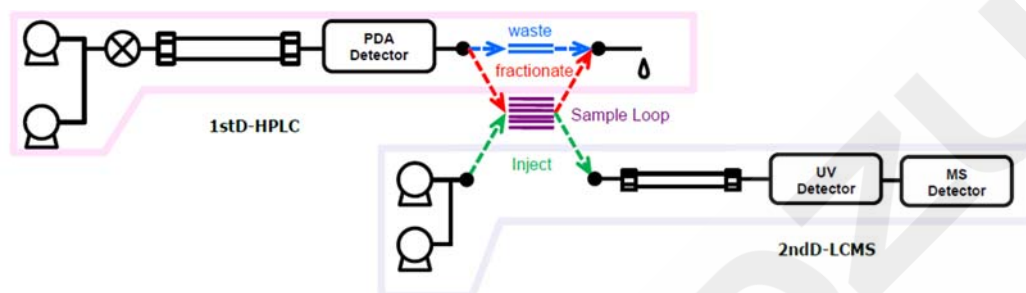 waste
PDA
Detector
fractionate
1stD-HPLC
Sample Loop
Inject
UV
Detector
MS
Detector
2ndD-LCMS